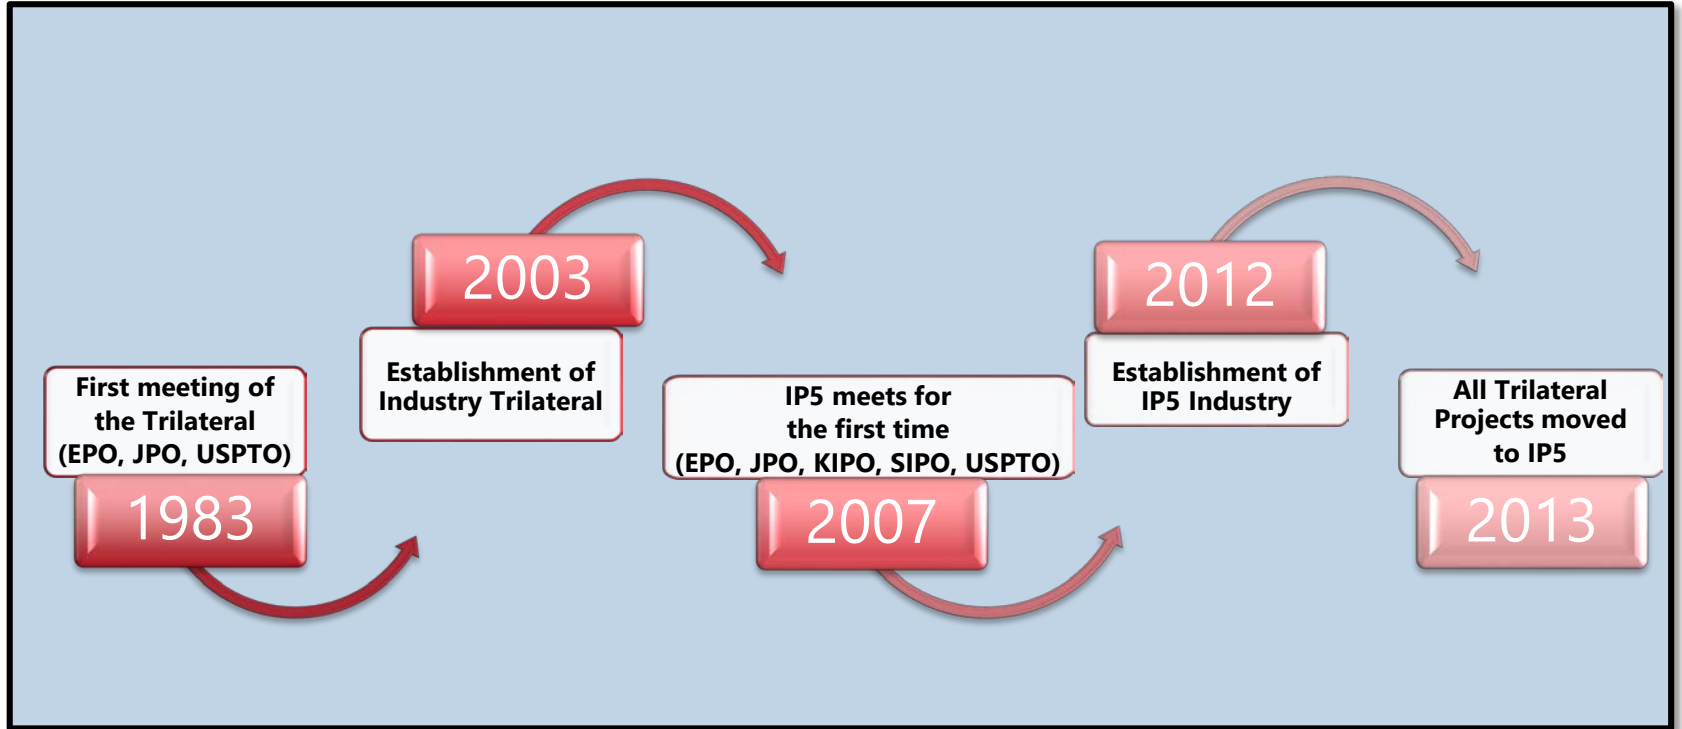 First meeting of
the Trilateral
(EPO, JPO, USPTO)
1983
2003
Establishment of
Industry Trilateral
IP5 meets for
the first time
(EPO, JPO, KIPO, SIPO, USPTO)
2007
2012
Establishment of
IP5 Industry
All Trilateral
Projects moved
to IP5
2013